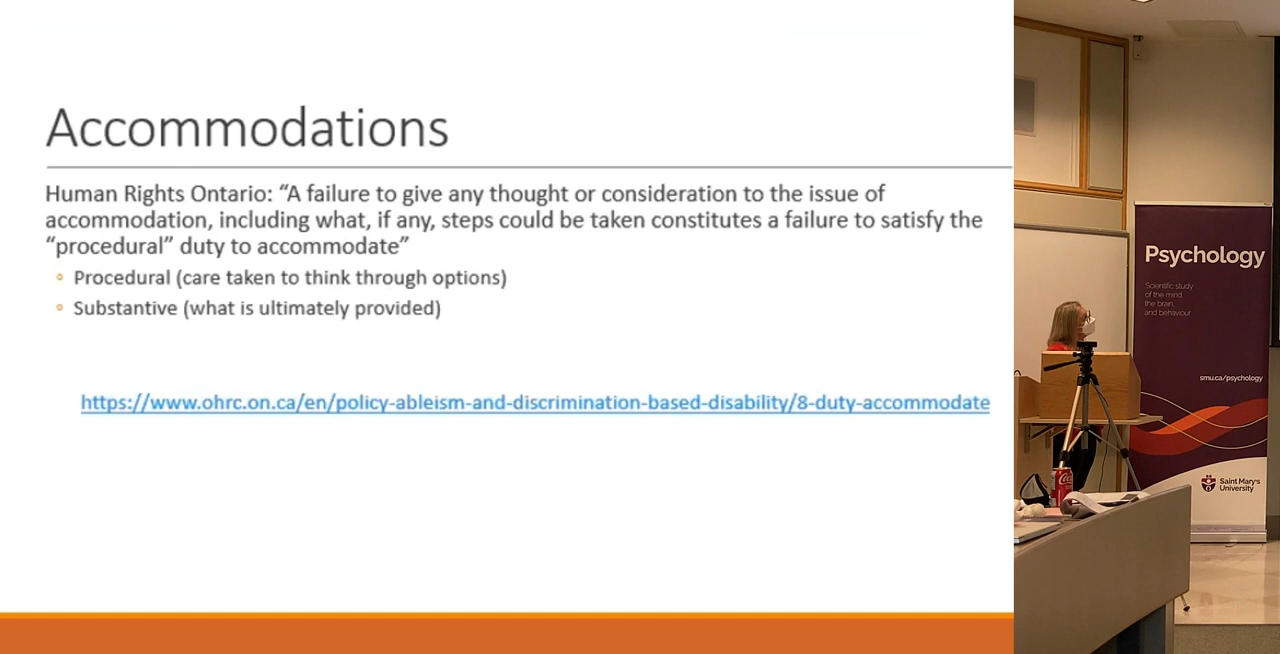 Accommodations
Human Rights Ontario: “A failure to give any thought or consideration to the issue of
accommodation, including what, if any, steps could be taken constitutes a failure to satisfy the
“procedural” duty to accommodate”
◦ Procedural (care taken to think through options)
◦ Substantive (what is ultimately provided)
https://www.ohrc.on.ca/en/policy-ableism-and-discrimination-based-disability/8-duty-accommodate
Psychology
Scientific study
of the mind,
the brain,
and behaviour
smu.ca/psychology
Saint Mary's
University